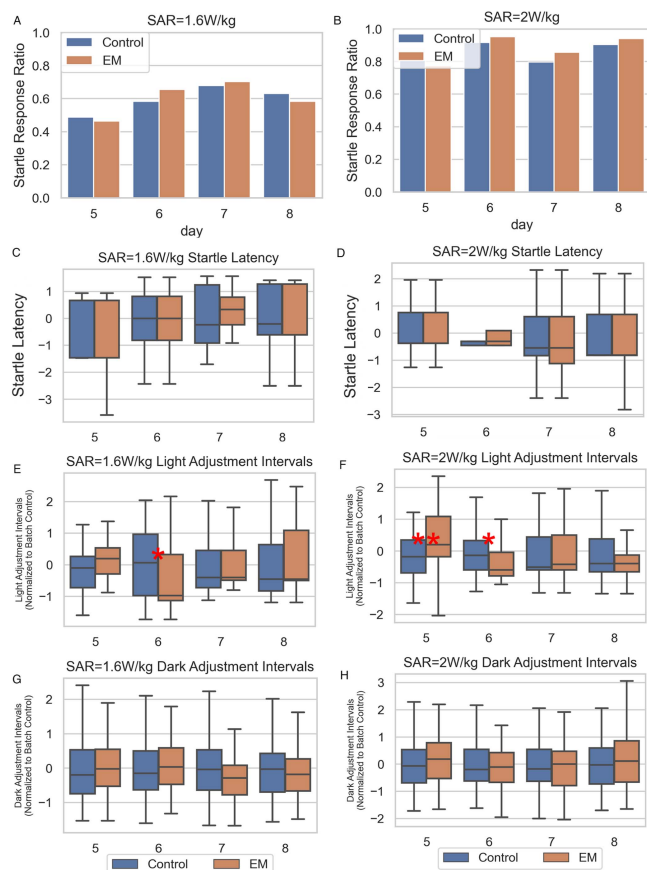 A
SAR=1.6W/kg
Startle Response Ratio
1.0
0.8
0.6
0.4
0.2
0.0
Control
EM
5 6 7 8
day
B
SAR=2W/kg
Startle Response Ratio
1.0
0.8
0.6
0.4
0.2
0.0
Control
EM
5 6 7 8
day
C
SAR=1.6W/kg Startle Latency
Startle Latency
1
0
−1
−2
−3
5 6 7 8
D
SAR=2W/kg Startle Latency
Startle Latency
2
1
0
−1
−2
−3
5 6 7 8
E
SAR=1.6W/kg Light Adjustment Intervals
Light Adjustment Intervals
(Normalized to Batch Control)
2
1
0
−1
*
5 6 7 8
F
SAR=2W/kg Light Adjustment Intervals
Light Adjustment Intervals
(Normalized to Batch Control)
2
1
0
−1
−2
* *
*
5 6 7 8
G
SAR=1.6W/kg Dark Adjustment Intervals
Dark Adjustment Intervals
(Normalized to Batch Control)
2
1
0
−1
5 6 7 8
Control EM
H
SAR=2W/kg Dark Adjustment Intervals
Dark Adjustment Intervals
(Normalized to Batch Control)
3
2
1
0
−1
−2
5 6 7 8
Control EM